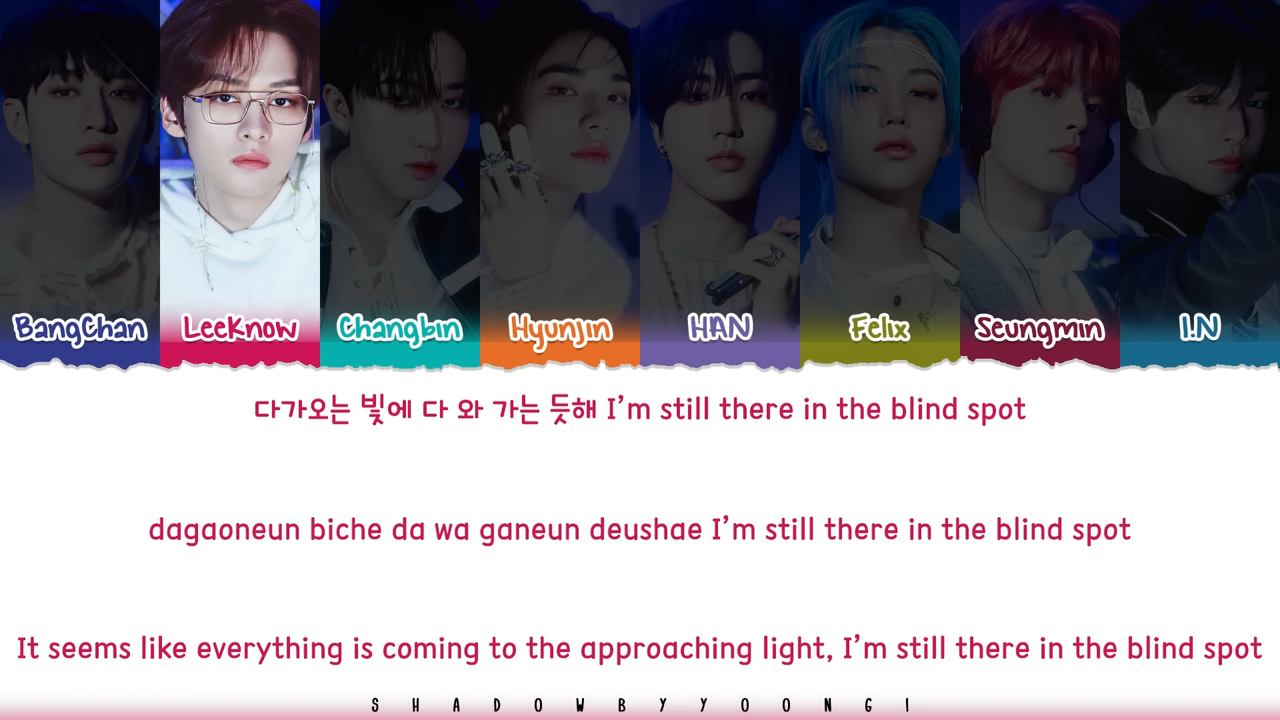 BangChan LeeKnow Changbin Hyunjin HAN Felix Seungmin I.N
다가오는 빛에 다 와 가는 듯해 I'm still there in the blind spot
dagaoneun biche da wa ganeun deushae I'm still there in the blind spot
It seems like everything is coming to the approaching light, I'm still there in the blind spot
SHADOWBYYOONGI